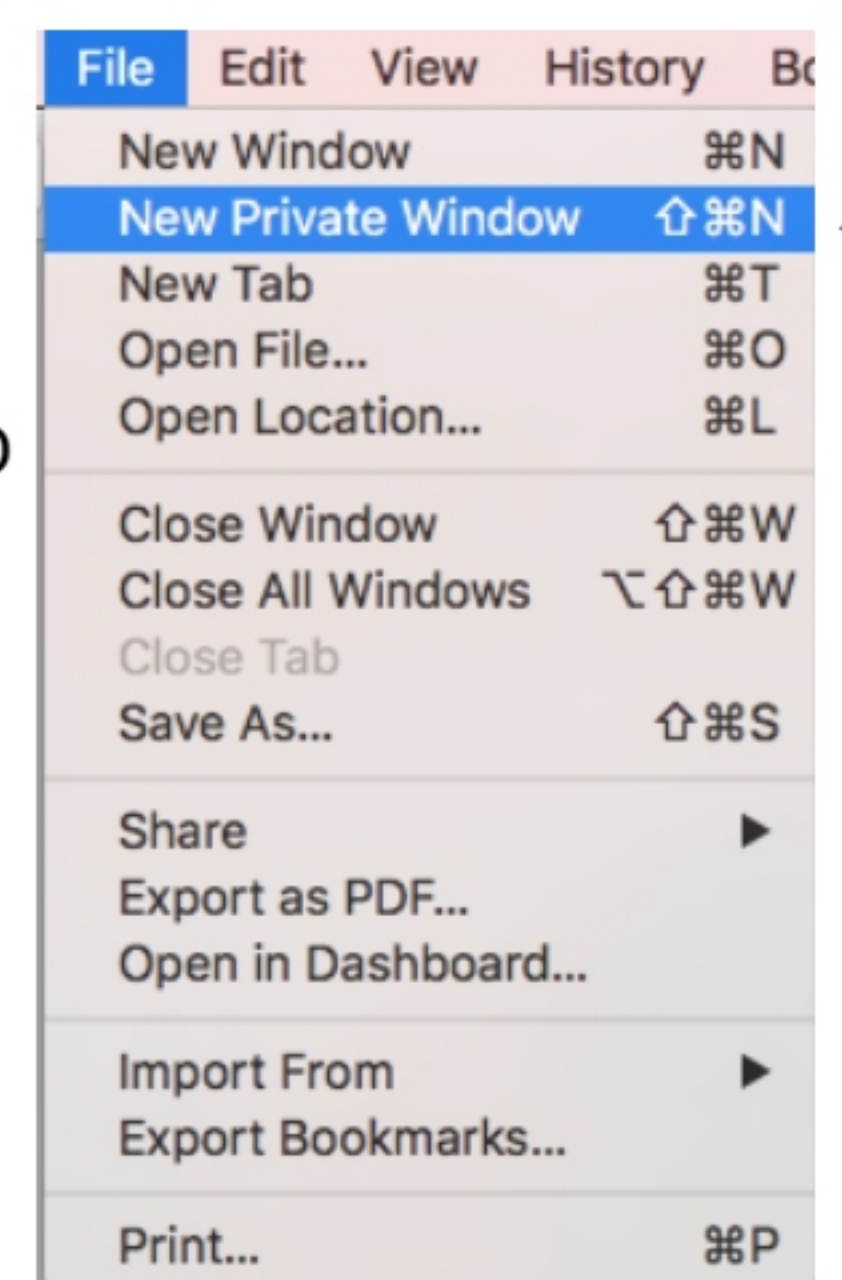 File Edit View History Bo
New Window ⌘N
New Private Window ⇧⌘N
New Tab ⌘T
Open File... ⌘O
Open Location... ⌘L
Close Window ⇧⌘W
Close All Windows ⌥⇧⌘W
Close Tab
Save As... ⇧⌘S
Share ▶
Export as PDF...
Open in Dashboard...
Import From ▶
Export Bookmarks...
Print... ⌘P